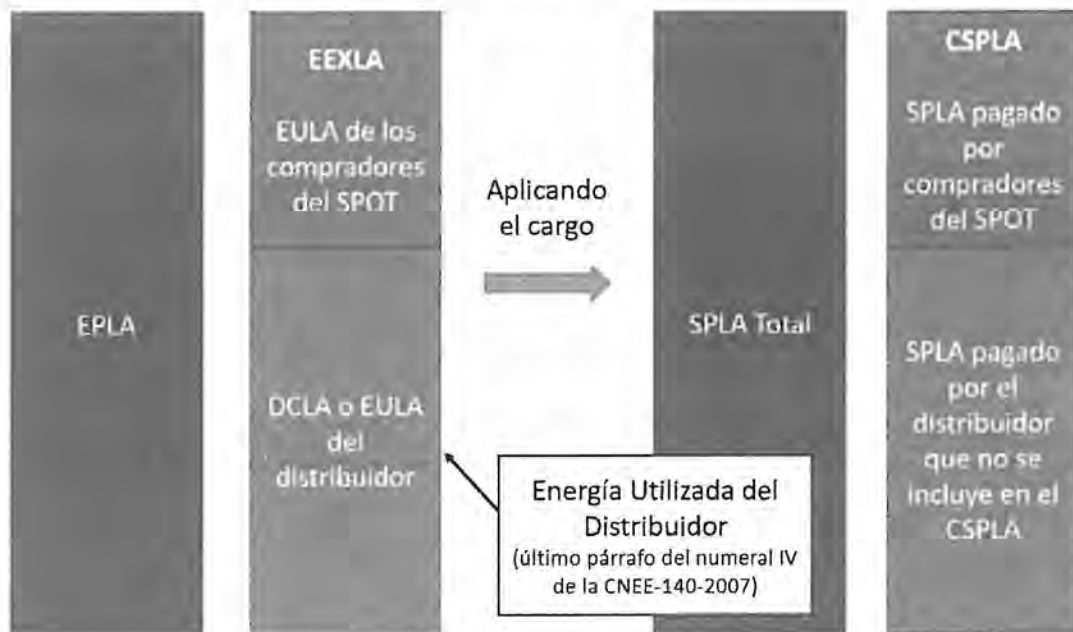 EPLA
EEXLA
EULA de los
compradores
del SPOT
DCLA o EULA
del
distribuidor
Aplicando
el cargo
Energía Utilizada del
Distribuidor
(último párrafo del numeral IV
de la CNEE-140-2007)
SPLA Total
CSPLA
SPLA pagado
por
compradores
del SPOT
SPLA pagado
por el
distribuidor
que no se
incluye en el
CSPLA